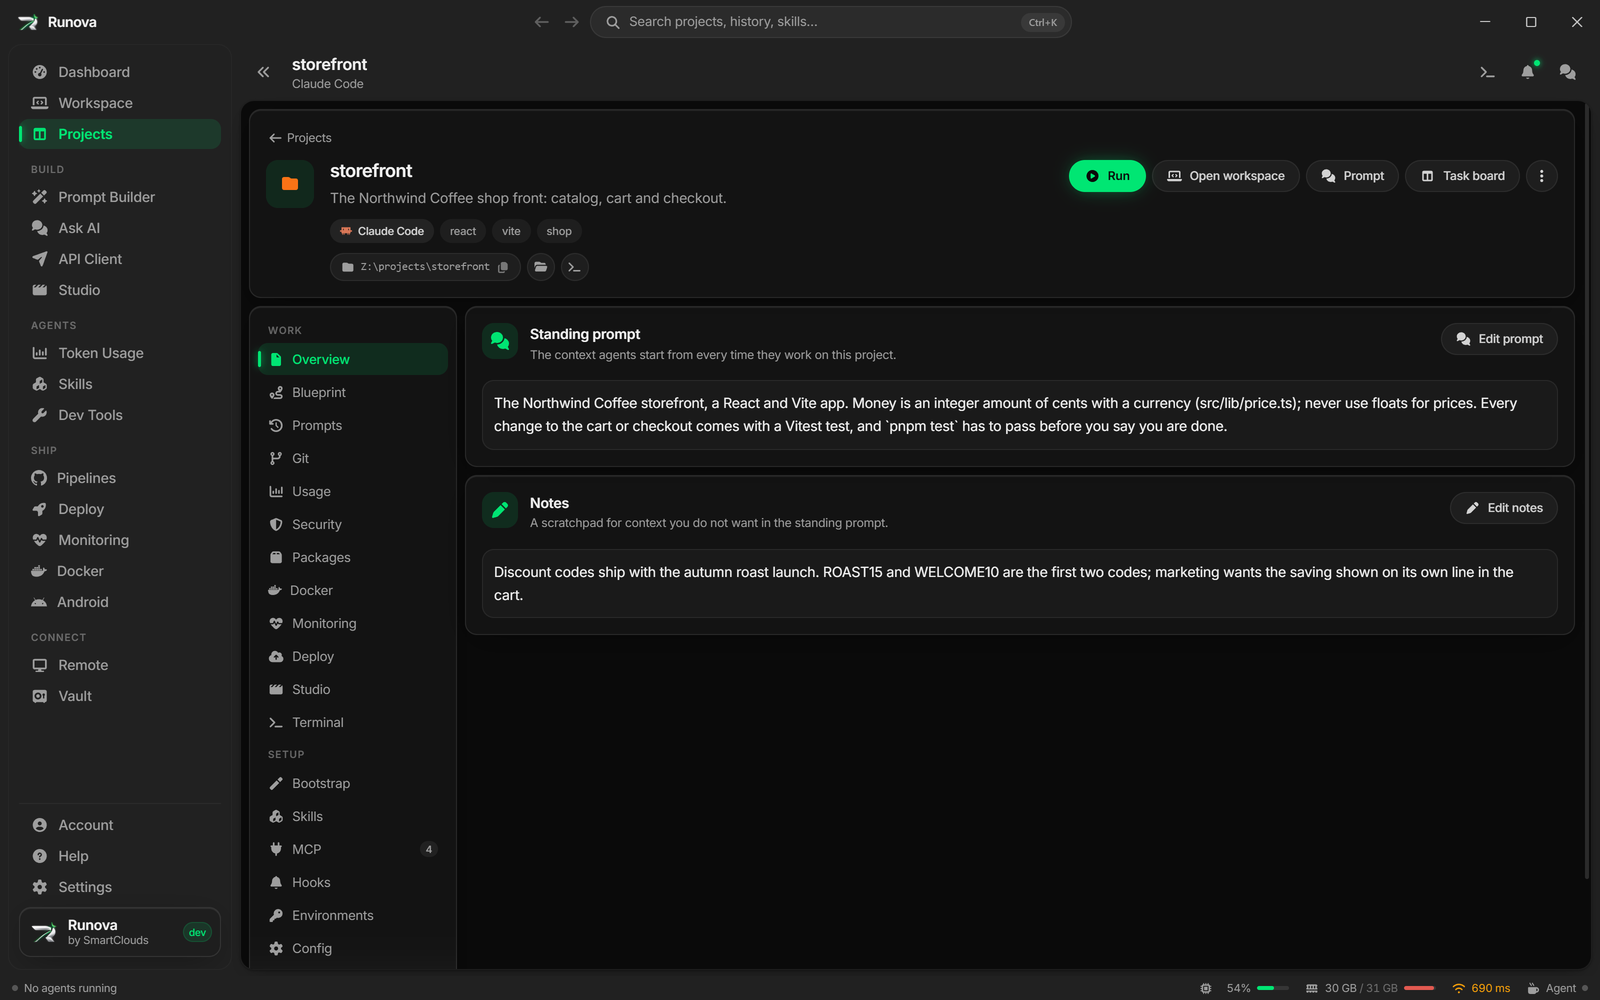 Runova
Search projects, history, skills...
Ctrl+K
Dashboard
Workspace
Projects
BUILD
Prompt Builder
Ask AI
API Client
Studio
AGENTS
Token Usage
Skills
Dev Tools
SHIP
Pipelines
Deploy
Monitoring
Docker
Android
CONNECT
Remote
Vault
Account
Help
Settings
Runova
by SmartClouds
dev
storefront
Claude Code
Projects
storefront
The Northwind Coffee shop front: catalog, cart and checkout.
Claude Code
react
vite
shop
Z:\projects\storefront
Run
Open workspace
Prompt
Task board
WORK
Overview
Blueprint
Prompts
Git
Usage
Security
Packages
Docker
Monitoring
Deploy
Studio
Terminal
SETUP
Bootstrap
Skills
MCP
4
Hooks
Environments
Config
Standing prompt
The context agents start from every time they work on this project.
Edit prompt
The Northwind Coffee storefront, a React and Vite app. Money is an integer amount of cents with a currency (src/lib/price.ts); never use floats for prices. Every
change to the cart or checkout comes with a Vitest test, and `pnpm test` has to pass before you say you are done.
Notes
A scratchpad for context you do not want in the standing prompt.
Edit notes
Discount codes ship with the autumn roast launch. ROAST15 and WELCOME10 are the first two codes; marketing wants the saving shown on its own line in the
cart.
No agents running
54%
30 GB / 31 GB
690 ms
Agent